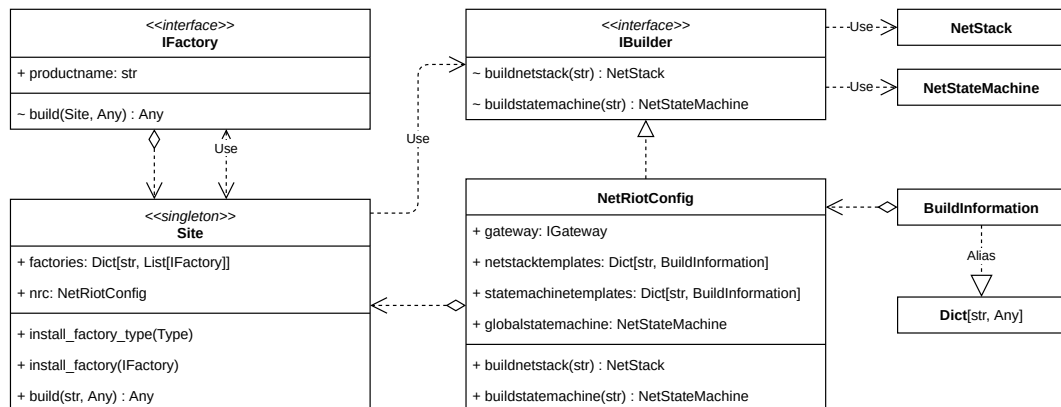 <<interface>>
IFactory
+ productname: str
~ build(Site, Any) : Any
<<interface>>
IBuilder
~ buildnetstack(str) : NetStack
~ buildstatemachine(str) : NetStateMachine
Use
NetStack
Use
NetStateMachine
Use
Use
<<singleton>>
Site
+ factories: Dict[str, List[IFactory]]
+ nrc: NetRiotConfig
+ install_factory_type(Type)
+ install_factory(IFactory)
+ build(str, Any) : Any
NetRiotConfig
+ gateway: IGateway
+ netstacktemplates: Dict[str, BuildInformation]
+ statemachinetemplates: Dict[str, BuildInformation]
+ globalstatemachine: NetStateMachine
+ buildnetstack(str) : NetStack
+ buildstatemachine(str) : NetStateMachine
BuildInformation
Alias
Dict[str, Any]